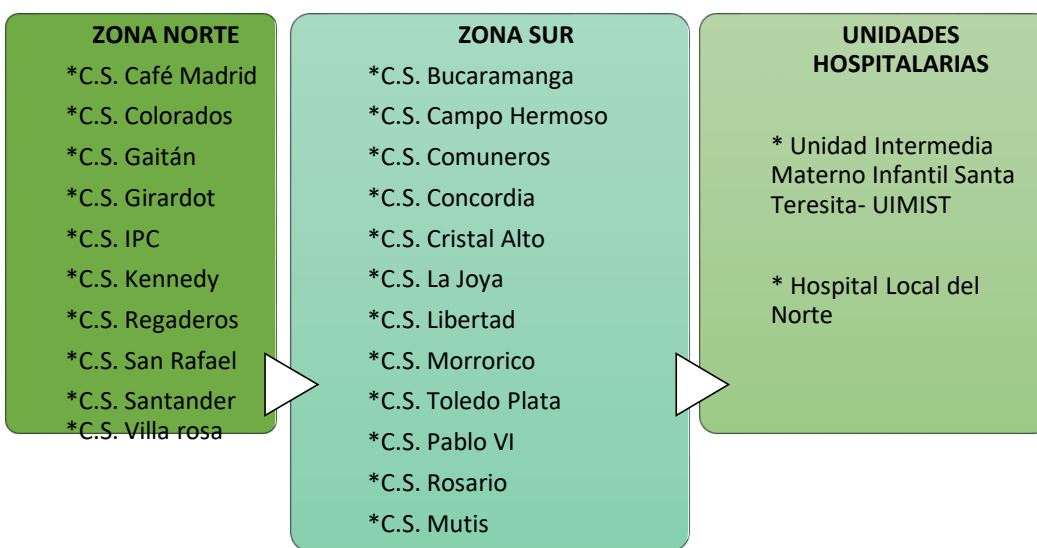 ZONA NORTE
*C.S. Café Madrid
*C.S. Colorados
*C.S. Gaitán
*C.S. Girardot
*C.S. IPC
*C.S. Kennedy
*C.S. Regaderos
*C.S. San Rafael
*C.S. Santander
*C.S. Villa rosa
ZONA SUR
*C.S. Bucaramanga
*C.S. Campo Hermoso
*C.S. Comuneros
*C.S. Concordia
*C.S. Cristal Alto
*C.S. La Joya
*C.S. Libertad
*C.S. Morrorico
*C.S. Toledo Plata
*C.S. Pablo VI
*C.S. Rosario
*C.S. Mutis
UNIDADES
HOSPITALARIAS
* Unidad Intermedia
Materno Infantil Santa
Teresita- UIMIST
* Hospital Local del
Norte